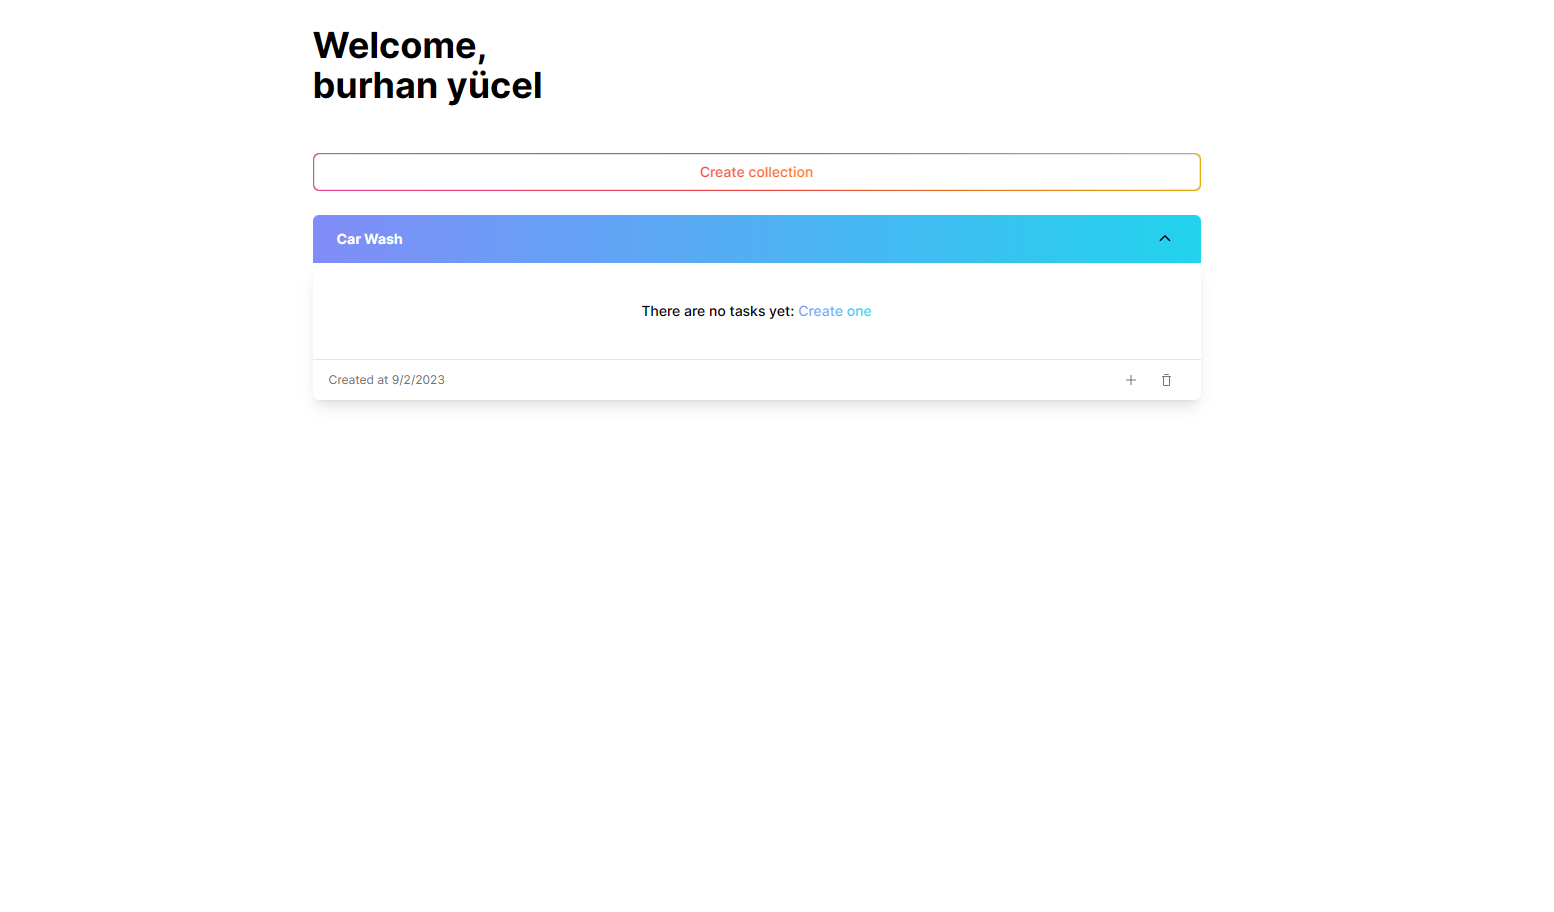 Welcome,
burhan yücel
Create collection
Car Wash
There are no tasks yet: Create one
Created at 9/2/2023